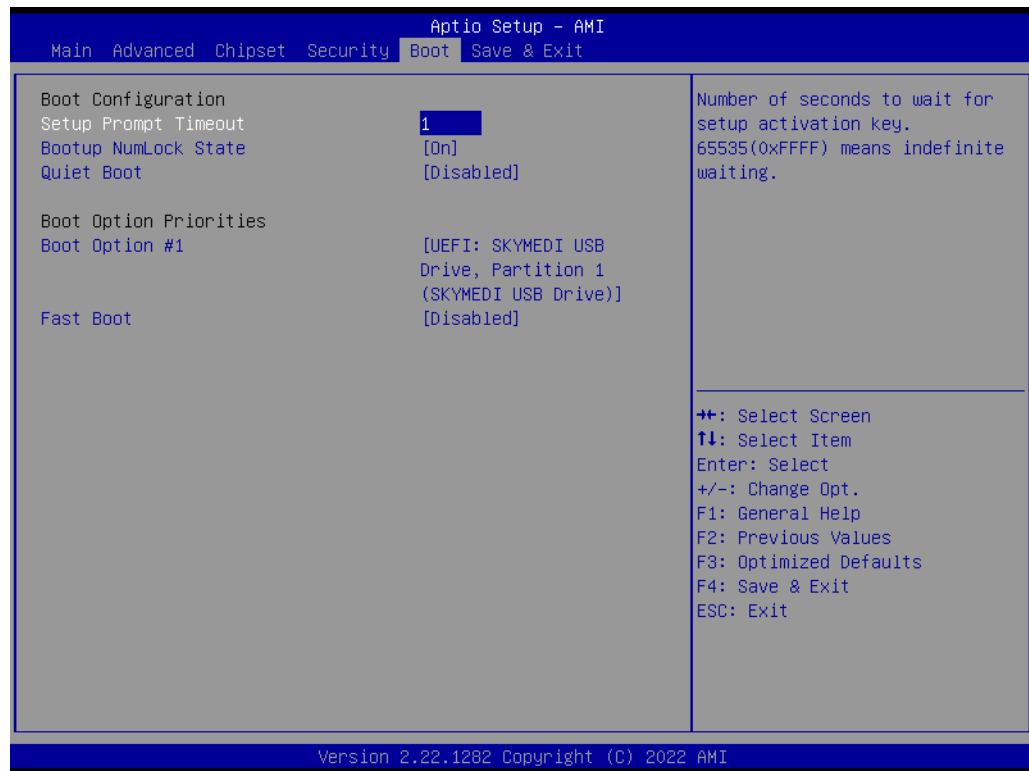 Aptio Setup – AMI
Main Advanced Chipset Security Boot Save & Exit
Boot Configuration
Setup Prompt Timeout 1
Bootup NumLock State [On]
Quiet Boot [Disabled]
Boot Option Priorities
Boot Option #1 [UEFI: SKYMEDI USB
Drive, Partition 1
(SKYMEDI USB Drive)]
Fast Boot [Disabled]
Number of seconds to wait for
setup activation key.
65535(0xFFFF) means indefinite
waiting.
→←: Select Screen
↑↓: Select Item
Enter: Select
+/-: Change Opt.
F1: General Help
F2: Previous Values
F3: Optimized Defaults
F4: Save & Exit
ESC: Exit
Version 2.22.1282 Copyright (C) 2022 AMI